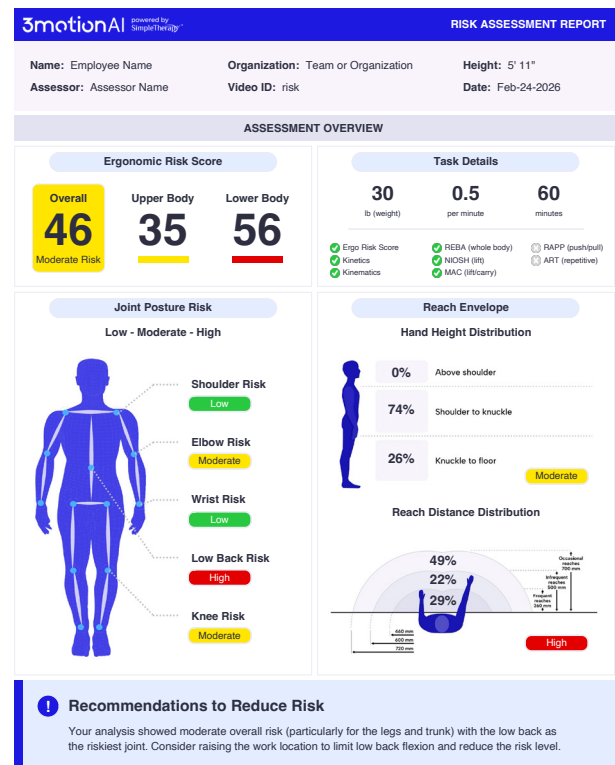 3motionAI powered by SimpleTherapy
RISK ASSESSMENT REPORT
Name: Employee Name
Organization: Team or Organization
Height: 5' 11"
Assessor: Assessor Name
Video ID: risk
Date: Feb-24-2026
ASSESSMENT OVERVIEW
Ergonomic Risk Score
Overall
46
Moderate Risk
Upper Body
35
Lower Body
56
Task Details
30
lb (weight)
0.5
per minute
60
minutes
Ergo Risk Score
Kinetics
Kinematics
REBA (whole body)
NIOSH (lift)
MAC (lift/carry)
RAPP (push/pull)
ART (repetitive)
Joint Posture Risk
Low - Moderate - High
Shoulder Risk
Low
Elbow Risk
Moderate
Wrist Risk
Low
Low Back Risk
High
Knee Risk
Moderate
Reach Envelope
Hand Height Distribution
0% Above shoulder
74% Shoulder to knuckle
26% Knuckle to floor
Moderate
Reach Distance Distribution
49%
22%
29%
Occasional
reaches
700 mm
Infrequent
reaches
500 mm
Frequent
reaches
360 mm
460 mm
600 mm
720 mm
High
! Recommendations to Reduce Risk
Your analysis showed moderate overall risk (particularly for the legs and trunk) with the low back as
the riskiest joint. Consider raising the work location to limit low back flexion and reduce the risk level.